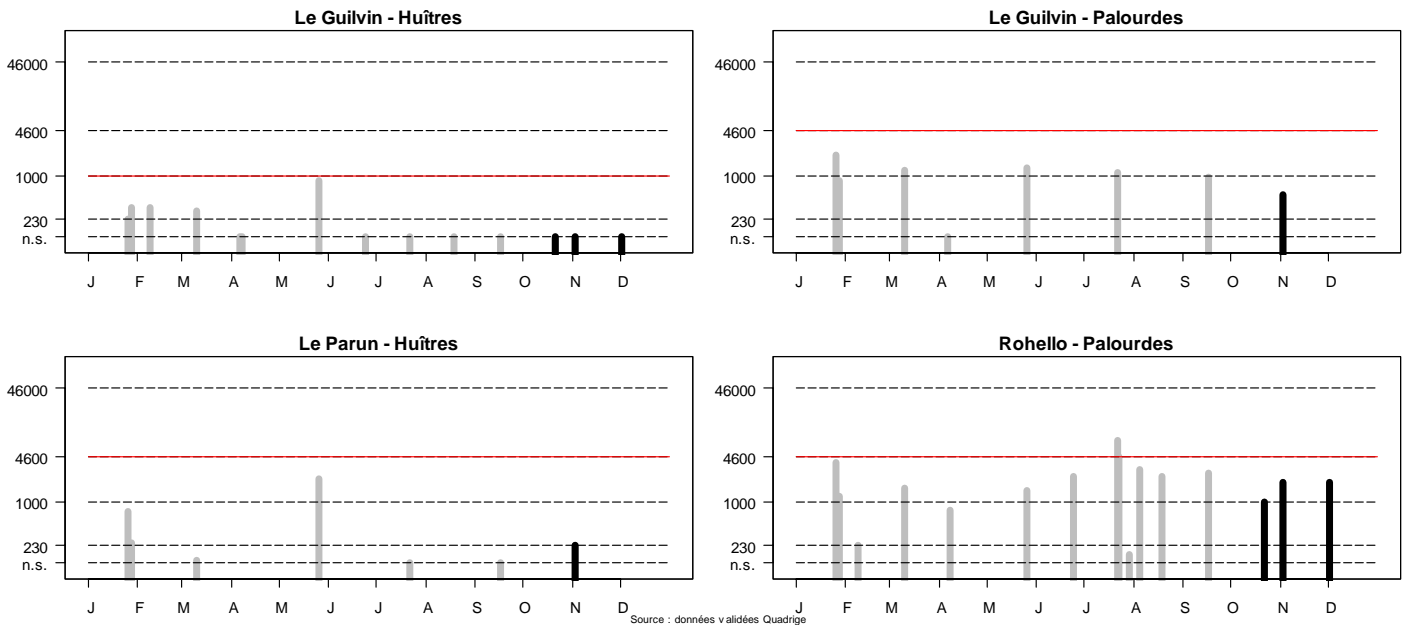 Le Guilvin - Huîtres
46000
4600
1000
230
n.s.
J F M A M J J A S O N D
Le Guilvin - Palourdes
46000
4600
1000
230
n.s.
J F M A M J J A S O N D
Le Parun - Huîtres
46000
4600
1000
230
n.s.
J F M A M J J A S O N D
Rohello - Palourdes
46000
4600
1000
230
n.s.
J F M A M J J A S O N D
Source : données validées Quadrige